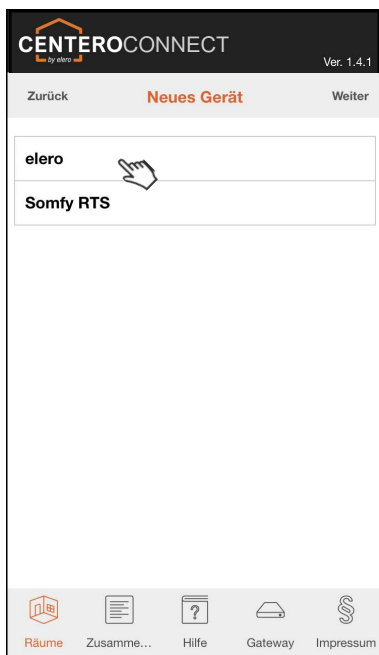 CENTEROCONNECT
by elero
Ver. 1.4.1
Zurück Neues Gerät Weiter
elero
Somfy RTS
?
§
Räume Zusamme... Hilfe Gateway Impressum